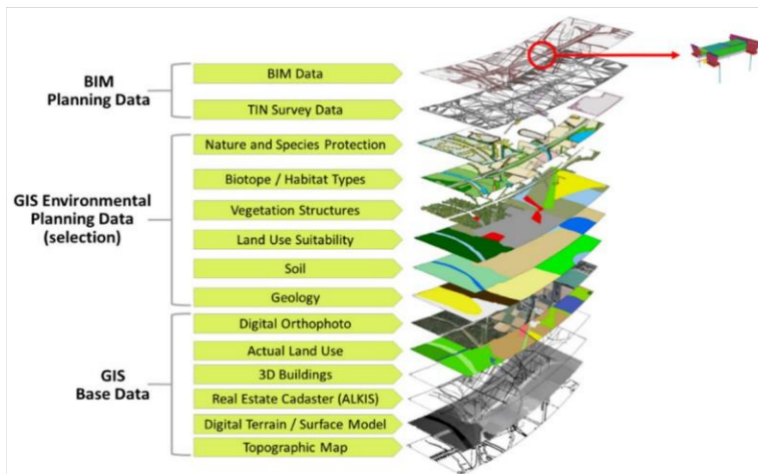 BIM
Planning Data
BIM Data
TIN Survey Data
GIS Environmental
Planning Data
(selection)
Nature and Species Protection
Biotope / Habitat Types
Vegetation Structures
Land Use Suitability
Soil
Geology
GIS
Base Data
Digital Orthophoto
Actual Land Use
3D Buildings
Real Estate Cadaster (ALKIS)
Digital Terrain / Surface Model
Topographic Map